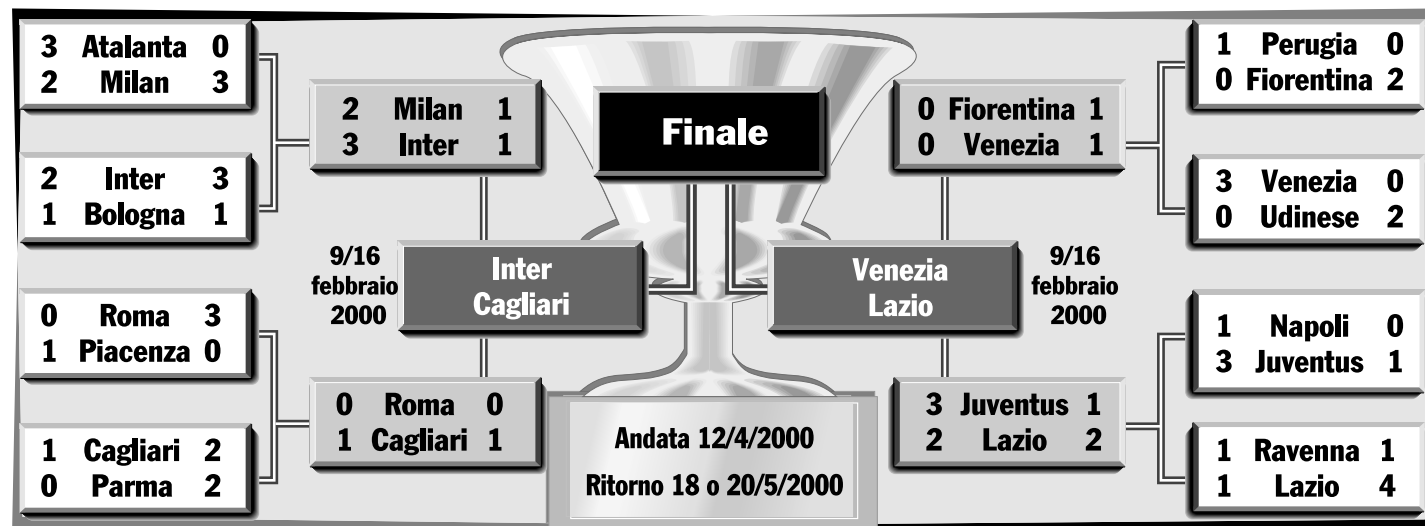 3 Atalanta 0
2 Milan 3
2 Inter 3
1 Bologna 1
0 Roma 3
1 Piacenza 0
1 Cagliari 2
0 Parma 2
2 Milan 1
3 Inter 1
9/16
febbraio
2000
Inter
Cagliari
0 Roma 0
1 Cagliari 1
Finale
Andata 12/4/2000
Ritorno 18 o 20/5/2000
0 Fiorentina 1
0 Venezia 1
Venezia
Lazio
9/16
febbraio
2000
3 Juventus 1
2 Lazio 2
1 Perugia 0
0 Fiorentina 2
3 Venezia 0
0 Udinese 2
1 Napoli 0
3 Juventus 1
1 Ravenna 1
1 Lazio 4